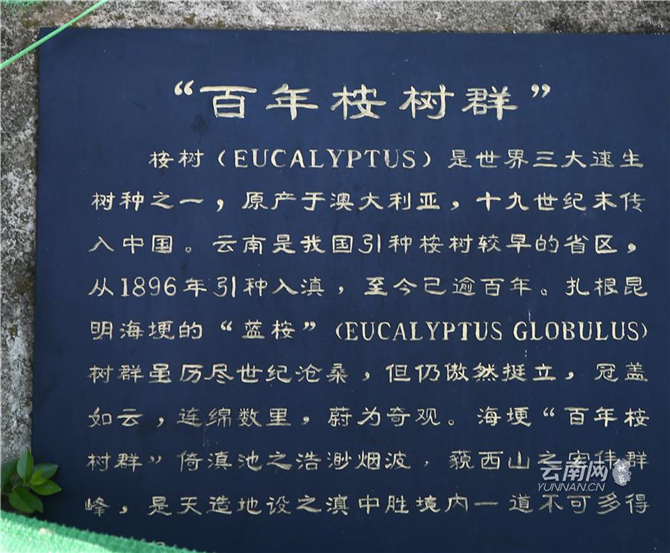 “百年桉树群”
桉树（EUCALYPTUS）是世界三大速生
树种之一，原产于澳大利亚，十九世纪末传
入中国。云南是我国引种桉树较早的省区，
从1896年引种入滇，至今已逾百年。扎根昆
明海埂的“蓝桉”（EUCALYPTUS GLOBULUS）
树群虽历尽世纪沧桑，但仍傲然挺立，冠盖
如云，连绵数里，蔚为奇观。海埂“百年桉
树群”倚滇池之浩渺烟波，藐西山之 群
峰，是天造地设之滇中胜境内一道不可多得
云南网
YUNNAN.CN